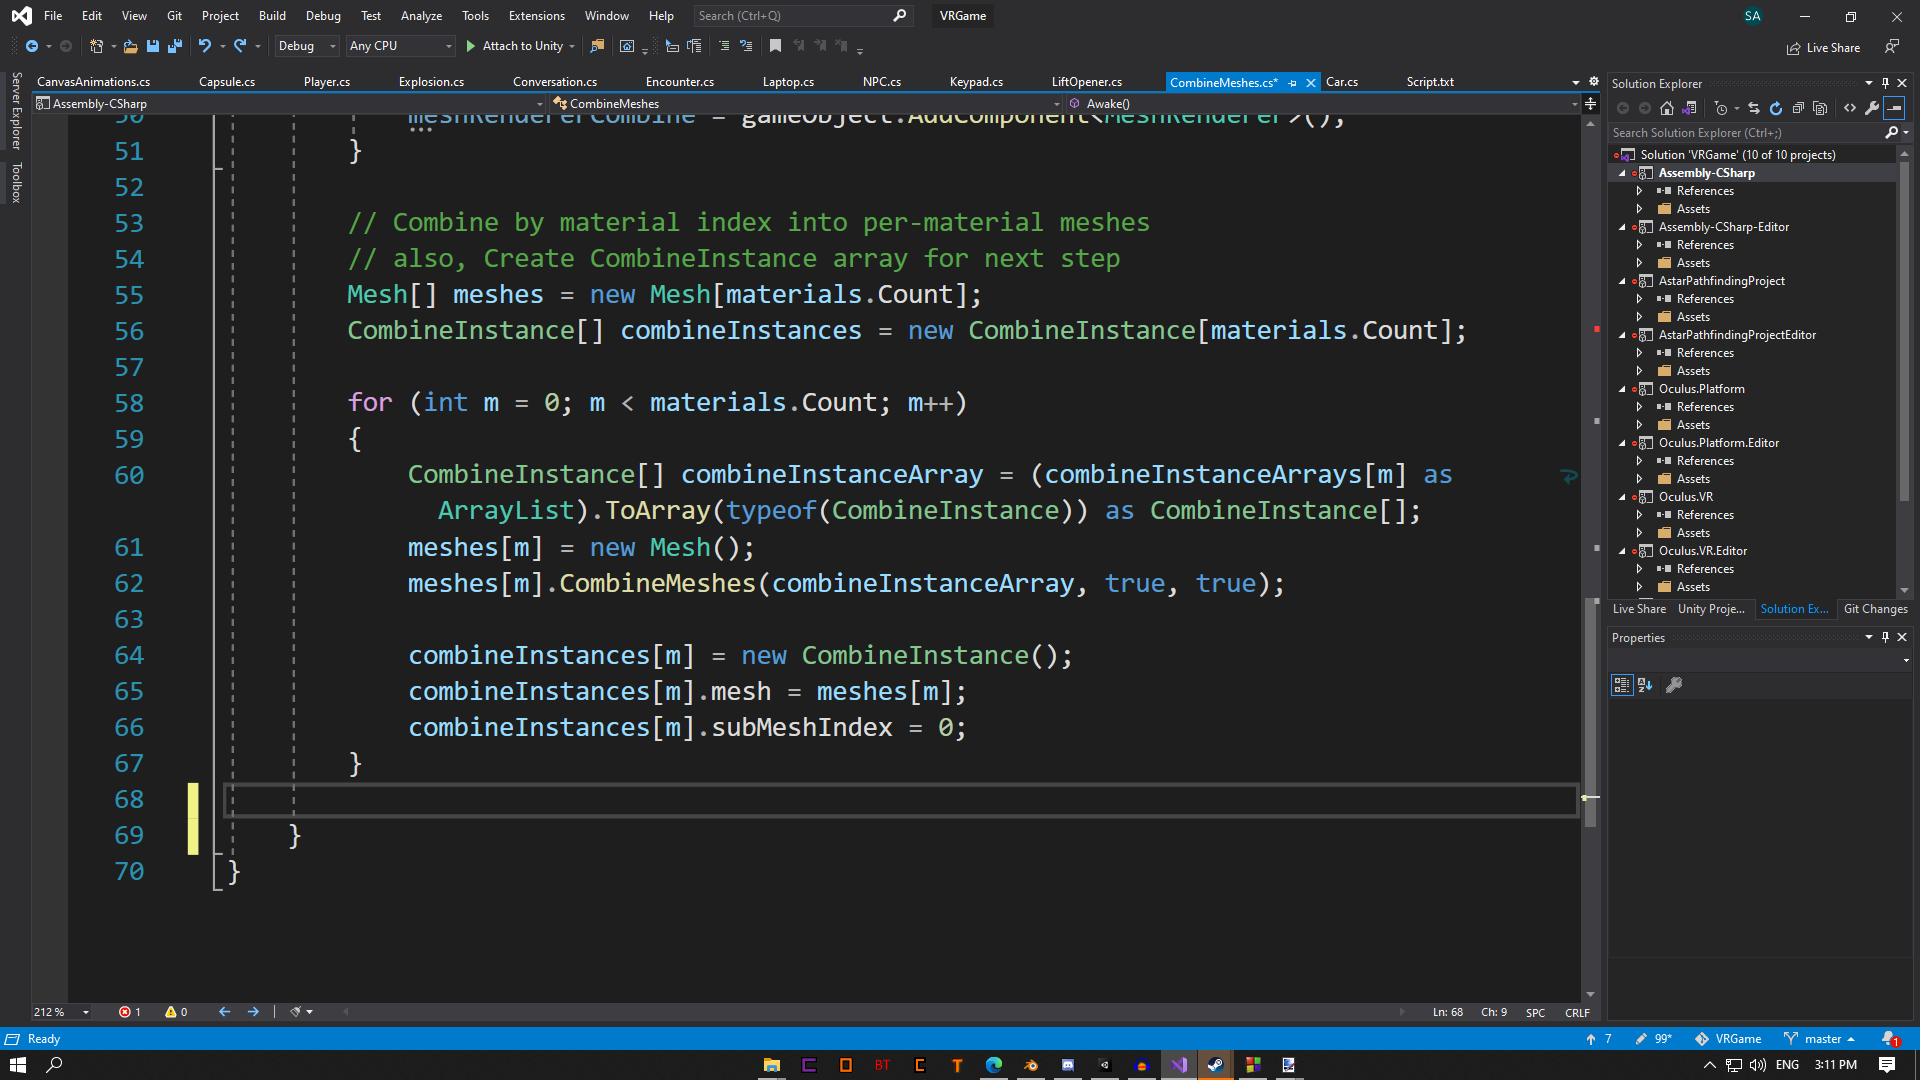 File Edit View Git Project Build Debug Test Analyze Tools Extensions Window Help Search (Ctrl+Q) VRGame SA
Debug Any CPU Attach to Unity Live Share
CanvasAnimations.cs Capsule.cs Player.cs Explosion.cs Conversation.cs Encounter.cs Laptop.cs NPC.cs Keypad.cs LiftOpener.cs CombineMeshes.cs* Car.cs Script.txt
Assembly-CSharp CombineMeshes Awake()
Server Explorer
Toolbox
50 meshRendererCombine = gameObject.AddComponent<MeshRenderer>();
51 }
52
53 // Combine by material index into per-material meshes
54 // also, Create CombineInstance array for next step
55 Mesh[] meshes = new Mesh[materials.Count];
56 CombineInstance[] combineInstances = new CombineInstance[materials.Count];
57
58 for (int m = 0; m < materials.Count; m++)
59 {
60 CombineInstance[] combineInstanceArray = (combineInstanceArrays[m] as
ArrayList).ToArray(typeof(CombineInstance)) as CombineInstance[];
61 meshes[m] = new Mesh();
62 meshes[m].CombineMeshes(combineInstanceArray, true, true);
63
64 combineInstances[m] = new CombineInstance();
65 combineInstances[m].mesh = meshes[m];
66 combineInstances[m].subMeshIndex = 0;
67 }
68
69 }
70 }
212 % 1 0 Ln: 68 Ch: 9 SPC CRLF
Solution Explorer
Search Solution Explorer (Ctrl+;)
Solution 'VRGame' (10 of 10 projects)
Assembly-CSharp
References
Assets
Assembly-CSharp-Editor
References
Assets
AstarPathfindingProject
References
Assets
AstarPathfindingProjectEditor
References
Assets
Oculus.Platform
References
Assets
Oculus.Platform.Editor
References
Assets
Oculus.VR
References
Assets
Oculus.VR.Editor
References
Assets
Live Share Unity Proje... Solution Ex... Git Changes
Properties
Ready 7 99* VRGame master 1
BT T ENG 3:11 PM